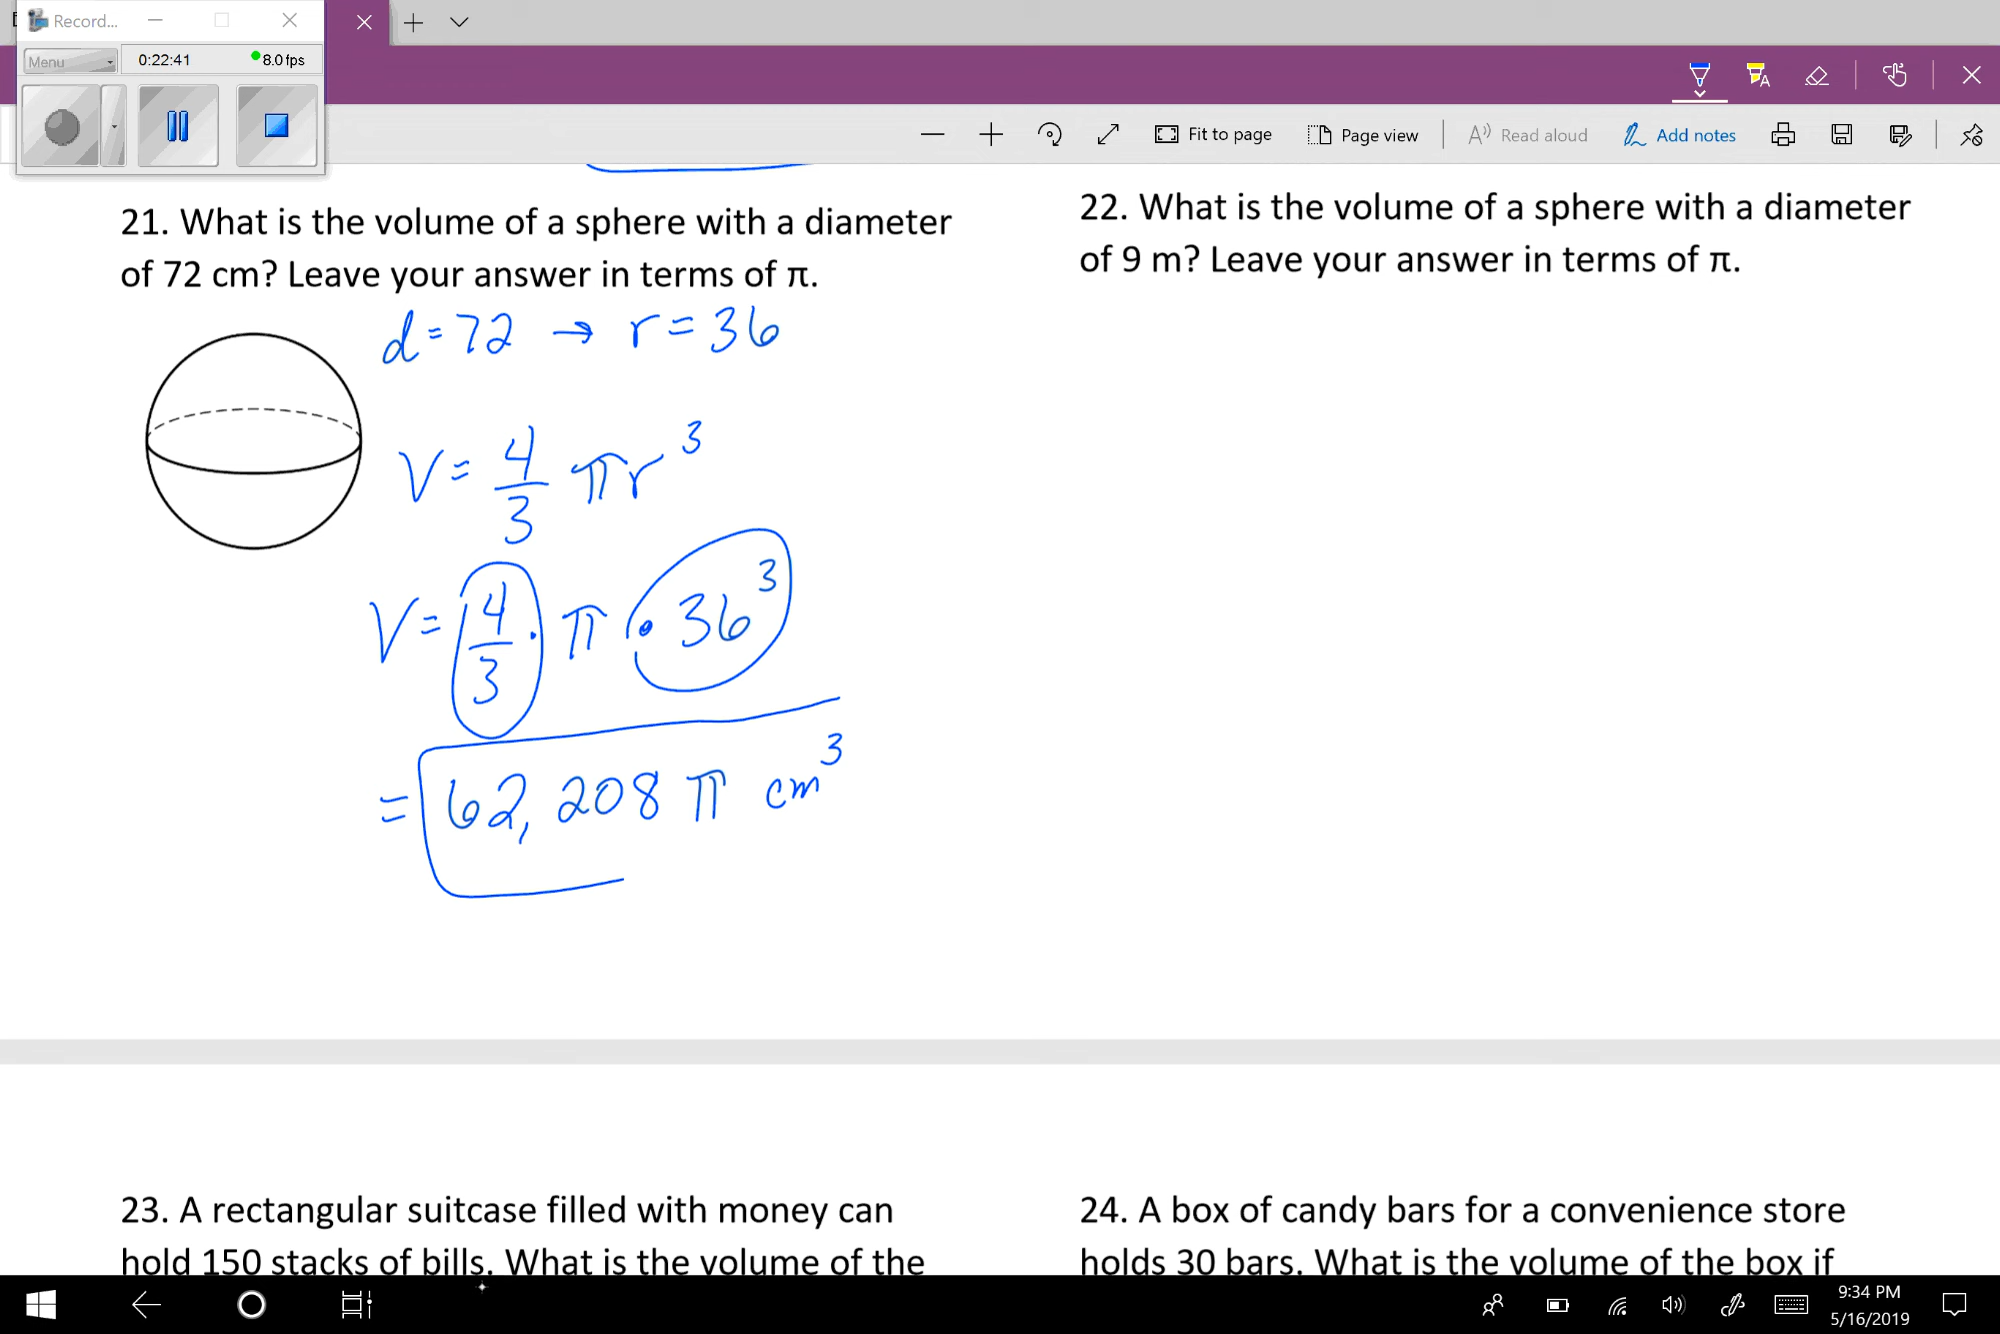 Record...
Menu
0:22:41
8.0 fps
Fit to page
Page view
Read aloud
Add notes
21. What is the volume of a sphere with a diameter
of 72 cm? Leave your answer in terms of π.
d = 72 → r = 36
V = 4/3 πr³
V = 4/3 · π · 36³
= 62,208 π cm³
22. What is the volume of a sphere with a diameter
of 9 m? Leave your answer in terms of π.
23. A rectangular suitcase filled with money can
hold 150 stacks of bills. What is the volume of the
24. A box of candy bars for a convenience store
holds 30 bars. What is the volume of the box if
9:34 PM
5/16/2019